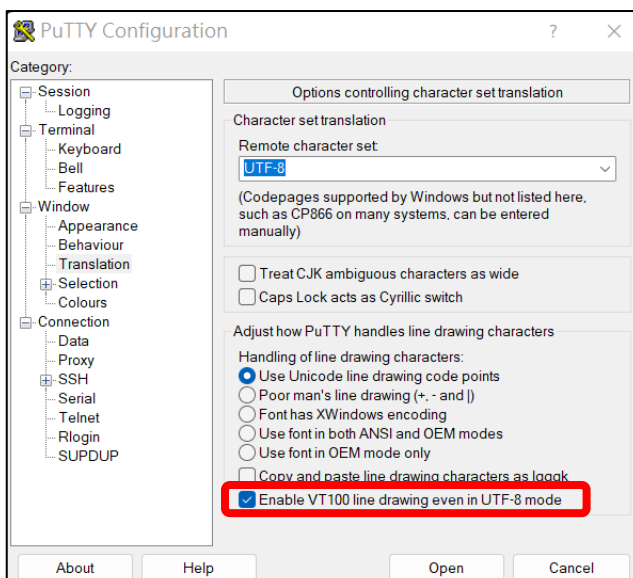 PuTTY Configuration
Category:
Session
Logging
Terminal
Keyboard
Bell
Features
Window
Appearance
Behaviour
Translation
Selection
Colours
Connection
Data
Proxy
SSH
Serial
Telnet
Rlogin
SUPDUP
Options controlling character set translation
Character set translation
Remote character set:
UTF-8
(Codepages supported by Windows but not listed here,
such as CP866 on many systems, can be entered
manually)
Treat CJK ambiguous characters as wide
Caps Lock acts as Cyrillic switch
Adjust how PuTTY handles line drawing characters
Handling of line drawing characters:
Use Unicode line drawing code points
Poor man's line drawing (+, - and |)
Font has XWindows encoding
Use font in both ANSI and OEM modes
Use font in OEM mode only
Copy and paste line drawing characters as lqqqk
Enable VT100 line drawing even in UTF-8 mode
About
Help
Open
Cancel